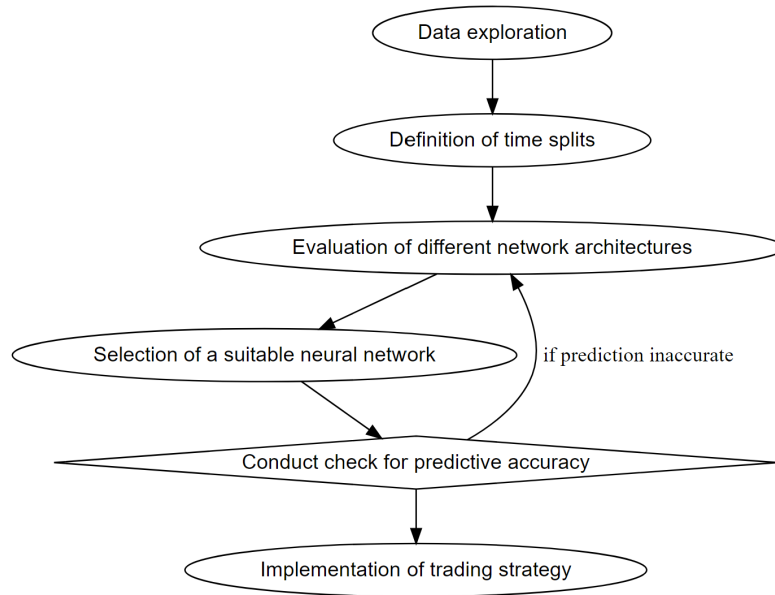 Data exploration
Definition of time splits
Evaluation of different network architectures
Selection of a suitable neural network
if prediction inaccurate
Conduct check for predictive accuracy
Implementation of trading strategy